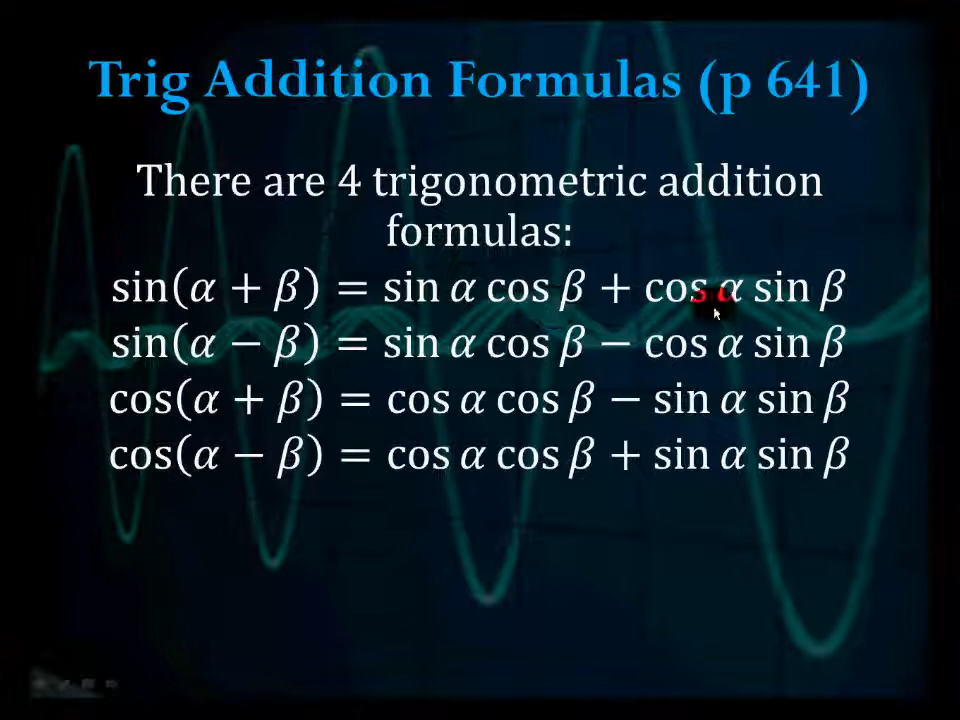 Trig Addition Formulas (p 641)
There are 4 trigonometric addition
formulas:
sin(α + β) = sin α cos β + cos α sin β
sin(α − β) = sin α cos β − cos α sin β
cos(α + β) = cos α cos β − sin α sin β
cos(α − β) = cos α cos β + sin α sin β